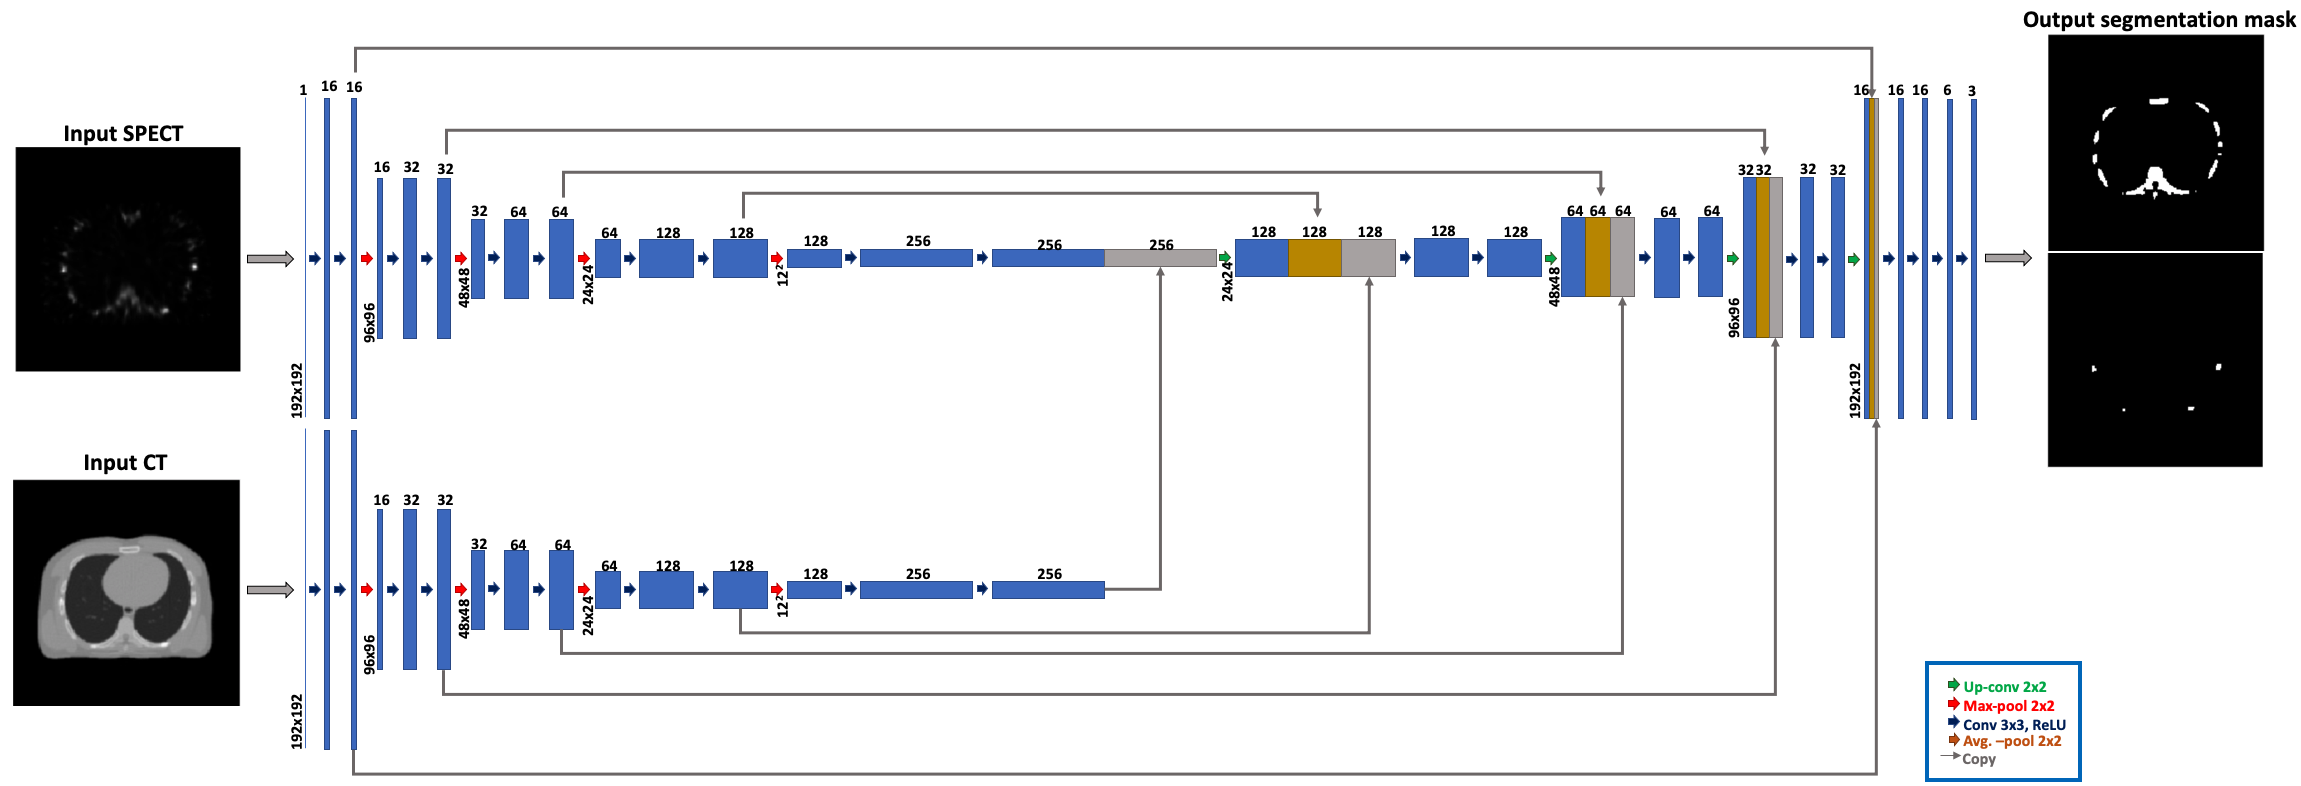 Output segmentation mask
Input SPECT
1 16 16
192x192
16 32 32
96x96
32 64 64
48x48
64 128 128
24x24
128 256 256 256
12²
128 128 128 128 128
24x24
64 64 64 64 64
48x48
32 32 32 32
96x96
16 16 16 6 3
192x192
Input CT
192x192
16 32 32
96x96
32 64 64
48x48
64 128 128
24x24
128 256 256
12²
Up-conv 2x2
Max-pool 2x2
Conv 3x3, ReLU
Avg. –pool 2x2
Copy